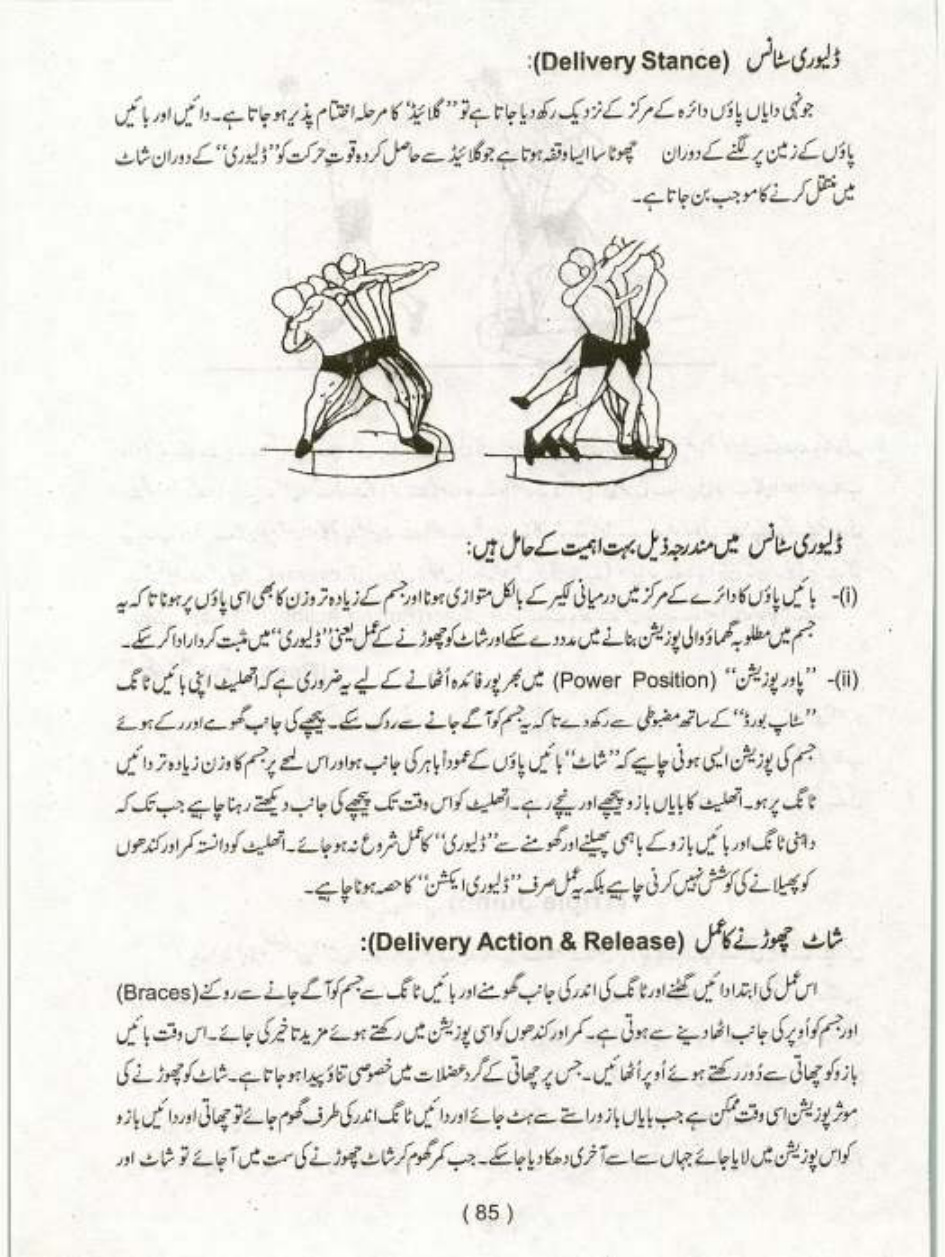 ڈلیوری سٹانس (Delivery Stance):
جونہی دایاں پاؤں دائرہ کے مرکز کے نزدیک رکھ دیا جاتا ہے تو ’’گلائیڈ‘‘ کا مرحلہ اختتام پذیر ہو جاتا ہے۔ دائیں اور بائیں
پاؤں کے زمین پر لگنے کے دوران چھوٹا سا ایسا وقفہ ہوتا ہے جو گلائیڈ سے حاصل کردہ قوتِ حرکت کو ’’ڈلیوری‘‘ کے دوران شاٹ
میں منتقل کرنے کا موجب بن جاتا ہے۔
ڈلیوری سٹانس میں مندرجہ ذیل بہت اہمیت کے حامل ہیں:
(i)- بائیں پاؤں کا دائرے کے مرکز میں درمیانی لکیر کے بالکل متوازی ہونا اور جسم کے زیادہ تر وزن کا بھی اسی پاؤں پر ہونا تاکہ یہ
جسم میں مطلوبہ گھماؤ والی پوزیشن بنانے میں مدد دے سکے اور شاٹ کو چھوڑنے کے عمل یعنی ’’ڈلیوری‘‘ میں مثبت کردار ادا کر سکے۔
(ii)- ’’پاور پوزیشن‘‘ (Power Position) میں بھرپور فائدہ اُٹھانے کے لیے یہ ضروری ہے کہ اتھلیٹ اپنی بائیں ٹانگ
’’سٹاپ بورڈ‘‘ کے ساتھ مضبوطی سے رکھ دے تاکہ یہ جسم کو آگے جانے سے روک سکے۔ پیچھے کی جانب گھومے اور رکے ہوئے
جسم کی پوزیشن ایسی ہونی چاہیے کہ ’’شاٹ‘‘ بائیں پاؤں کے عموداً باہر کی جانب ہو اور اس لمحے پر جسم کا وزن زیادہ تر دائیں
ٹانگ پر ہو۔ اتھلیٹ کا بایاں بازو پیچھے اور نیچے رہے۔ اتھلیٹ کو اس وقت تک پیچھے کی جانب دیکھتے رہنا چاہیے جب تک کہ
داہنی ٹانگ اور بائیں بازو کے باہمی پھیلنے اور گھومنے سے ’’ڈلیوری‘‘ کا عمل شروع نہ ہو جائے۔ اتھلیٹ کو دانستہ کمر اور کندھوں
کو پھیلانے کی کوشش نہیں کرنی چاہیے بلکہ یہ عمل صرف ’’ڈلیوری ایکشن‘‘ کا حصہ ہونا چاہیے۔
شاٹ چھوڑنے کا عمل (Delivery Action & Release):
اس عمل کی ابتدا دائیں گھٹنے اور ٹانگ کی اندر کی جانب گھومنے اور بائیں ٹانگ سے جسم کو آگے جانے سے روکنے (Braces)
اور جسم کو اُوپر کی جانب اٹھا دینے سے ہوتی ہے۔ کمر اور کندھوں کو اسی پوزیشن میں رکھتے ہوئے مزید تاخیر کی جائے۔ اس وقت بائیں
بازو کو چھاتی سے دُور رکھتے ہوئے اُوپر اُٹھائیں۔ جس پر چھاتی کے گرد عضلات میں خصوصی تناؤ پیدا ہو جاتا ہے۔ شاٹ کو چھوڑنے کی
موثر پوزیشن اسی وقت ممکن ہے جب بایاں بازو راستے سے ہٹ جائے اور دائیں ٹانگ اندر کی طرف گھوم جائے تو چھاتی اور دائیں بازو
کو اس پوزیشن میں لایا جائے جہاں سے اسے آخری دھکا دیا جا سکے۔ جب کمر گھوم کر شاٹ چھوڑنے کی سمت میں آ جائے تو شاٹ اور
(85)